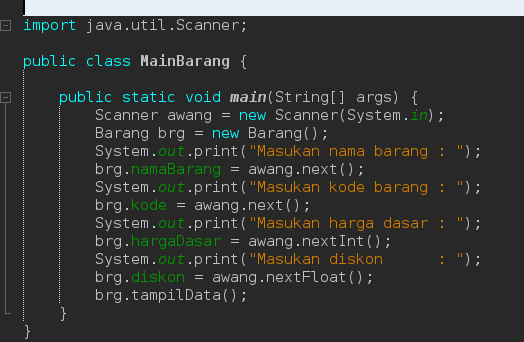 import java.util.Scanner;
public class MainBarang {
public static void main(String[] args) {
Scanner awang = new Scanner(System.in);
Barang brg = new Barang();
System.out.print("Masukan nama barang : ");
brg.namaBarang = awang.next();
System.out.print("Masukan kode barang : ");
brg.kode = awang.next();
System.out.print("Masukan harga dasar : ");
brg.hargaDasar = awang.nextInt();
System.out.print("Masukan diskon      : ");
brg.diskon = awang.nextFloat();
brg.tampilData();
}
}